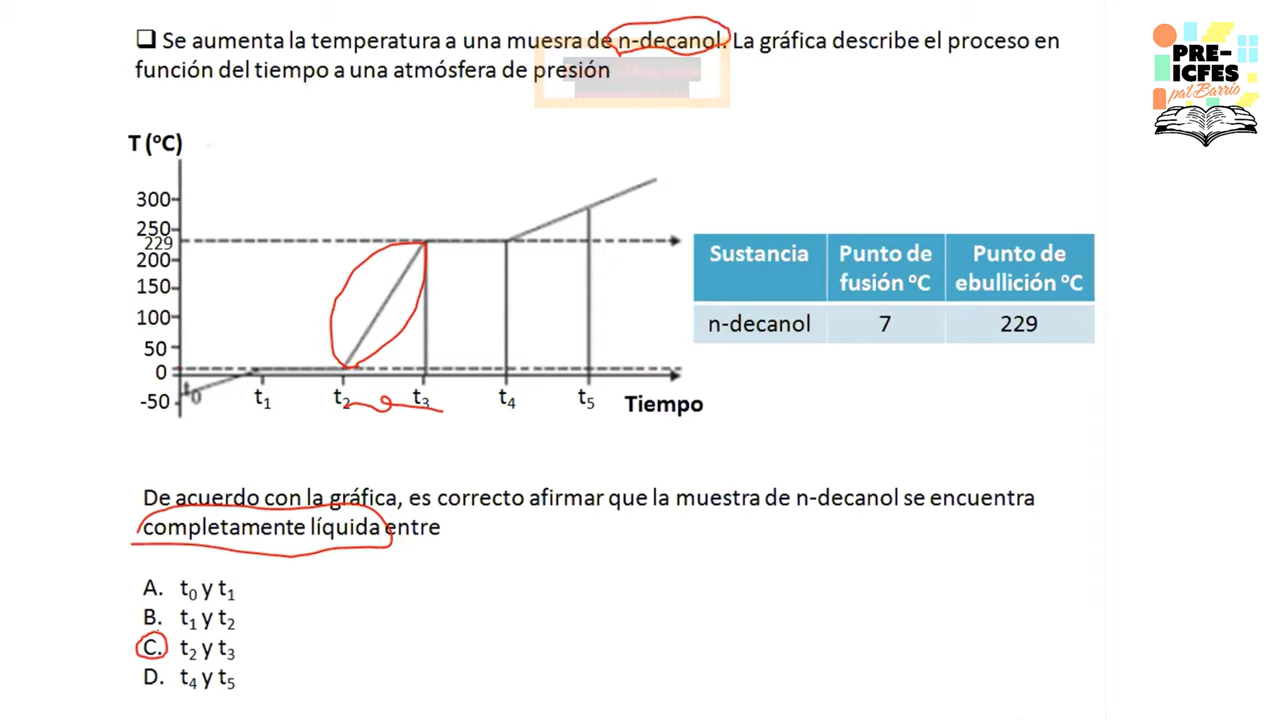 ❑ Se aumenta la temperatura a una muesra de n-decanol. La gráfica describe el proceso en
función del tiempo a una atmósfera de presión
PRE-
ICFES
pa'l Barrio
T (ºC)
300
250
229
200
150
100
50
0
-50
t₀
t₁ t₂ t₃ t₄ t₅ Tiempo
Sustancia Punto de fusión ºC Punto de ebullición ºC
n-decanol 7 229
De acuerdo con la gráfica, es correcto afirmar que la muestra de n-decanol se encuentra
completamente líquida entre
A. t₀ y t₁
B. t₁ y t₂
C. t₂ y t₃
D. t₄ y t₅